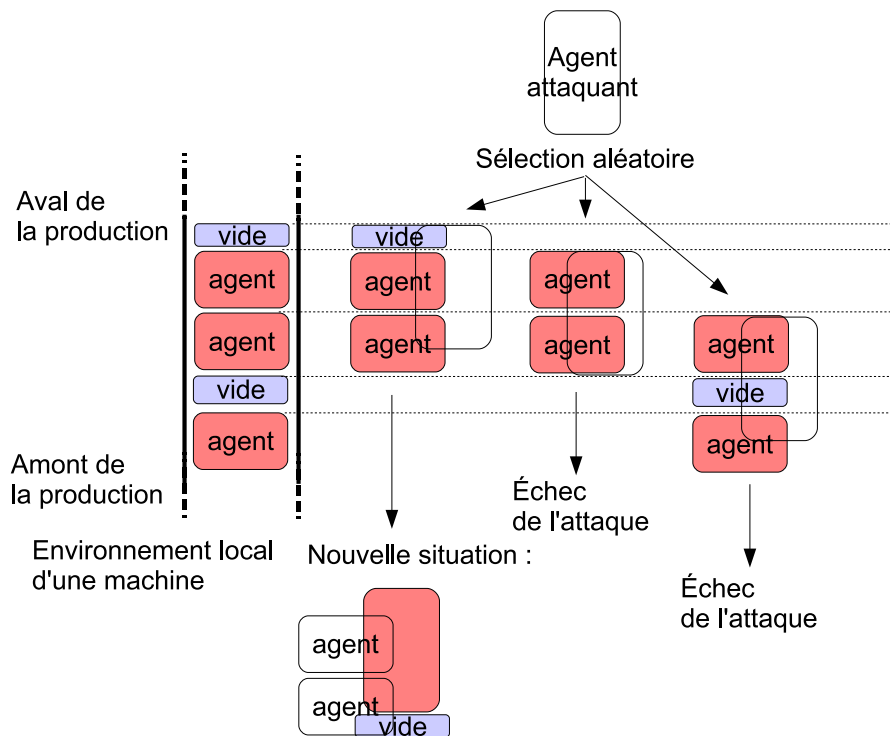 Agent
attaquant
Sélection aléatoire
Aval de
la production
vide
vide
agent
agent
agent
agent
agent
agent
agent
vide
vide
agent
agent
Amont de
la production
Échec
de l'attaque
Environnement local
d'une machine
Nouvelle situation :
Échec
de l'attaque
agent
agent
vide